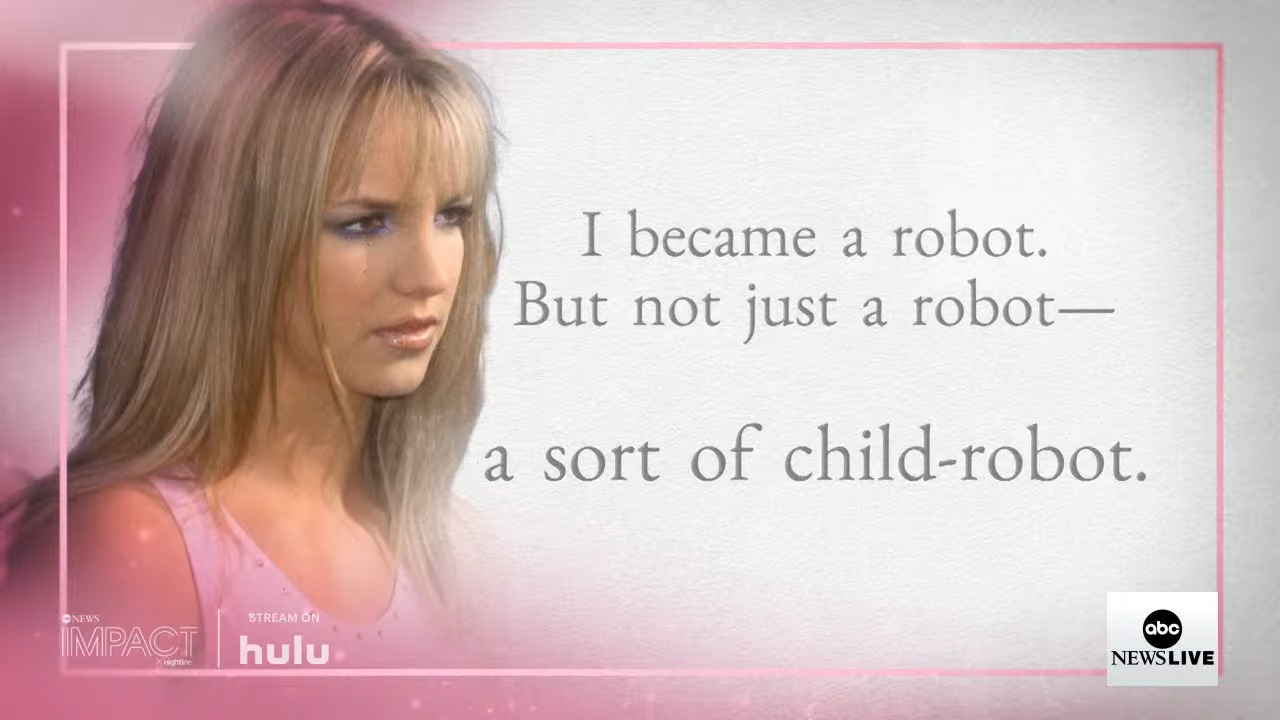 I became a robot.
But not just a robot—
a sort of child-robot.
abc NEWS
IMPACT
x nightline
STREAM ON
hulu
abc
NEWSLIVE